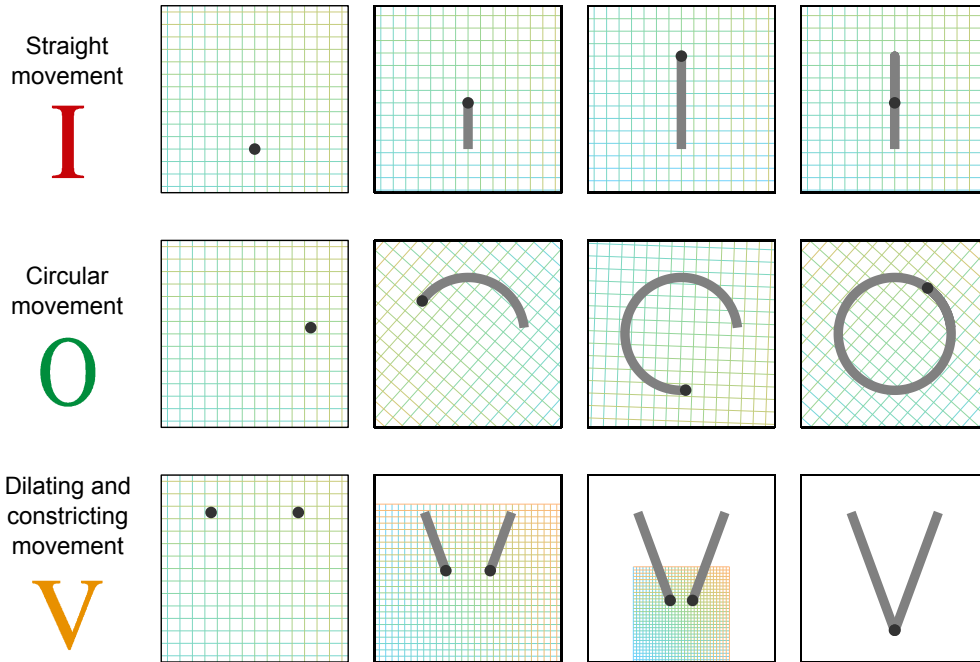 Straight
movement
I
Circular
movement
O
Dilating and
constricting
movement
V